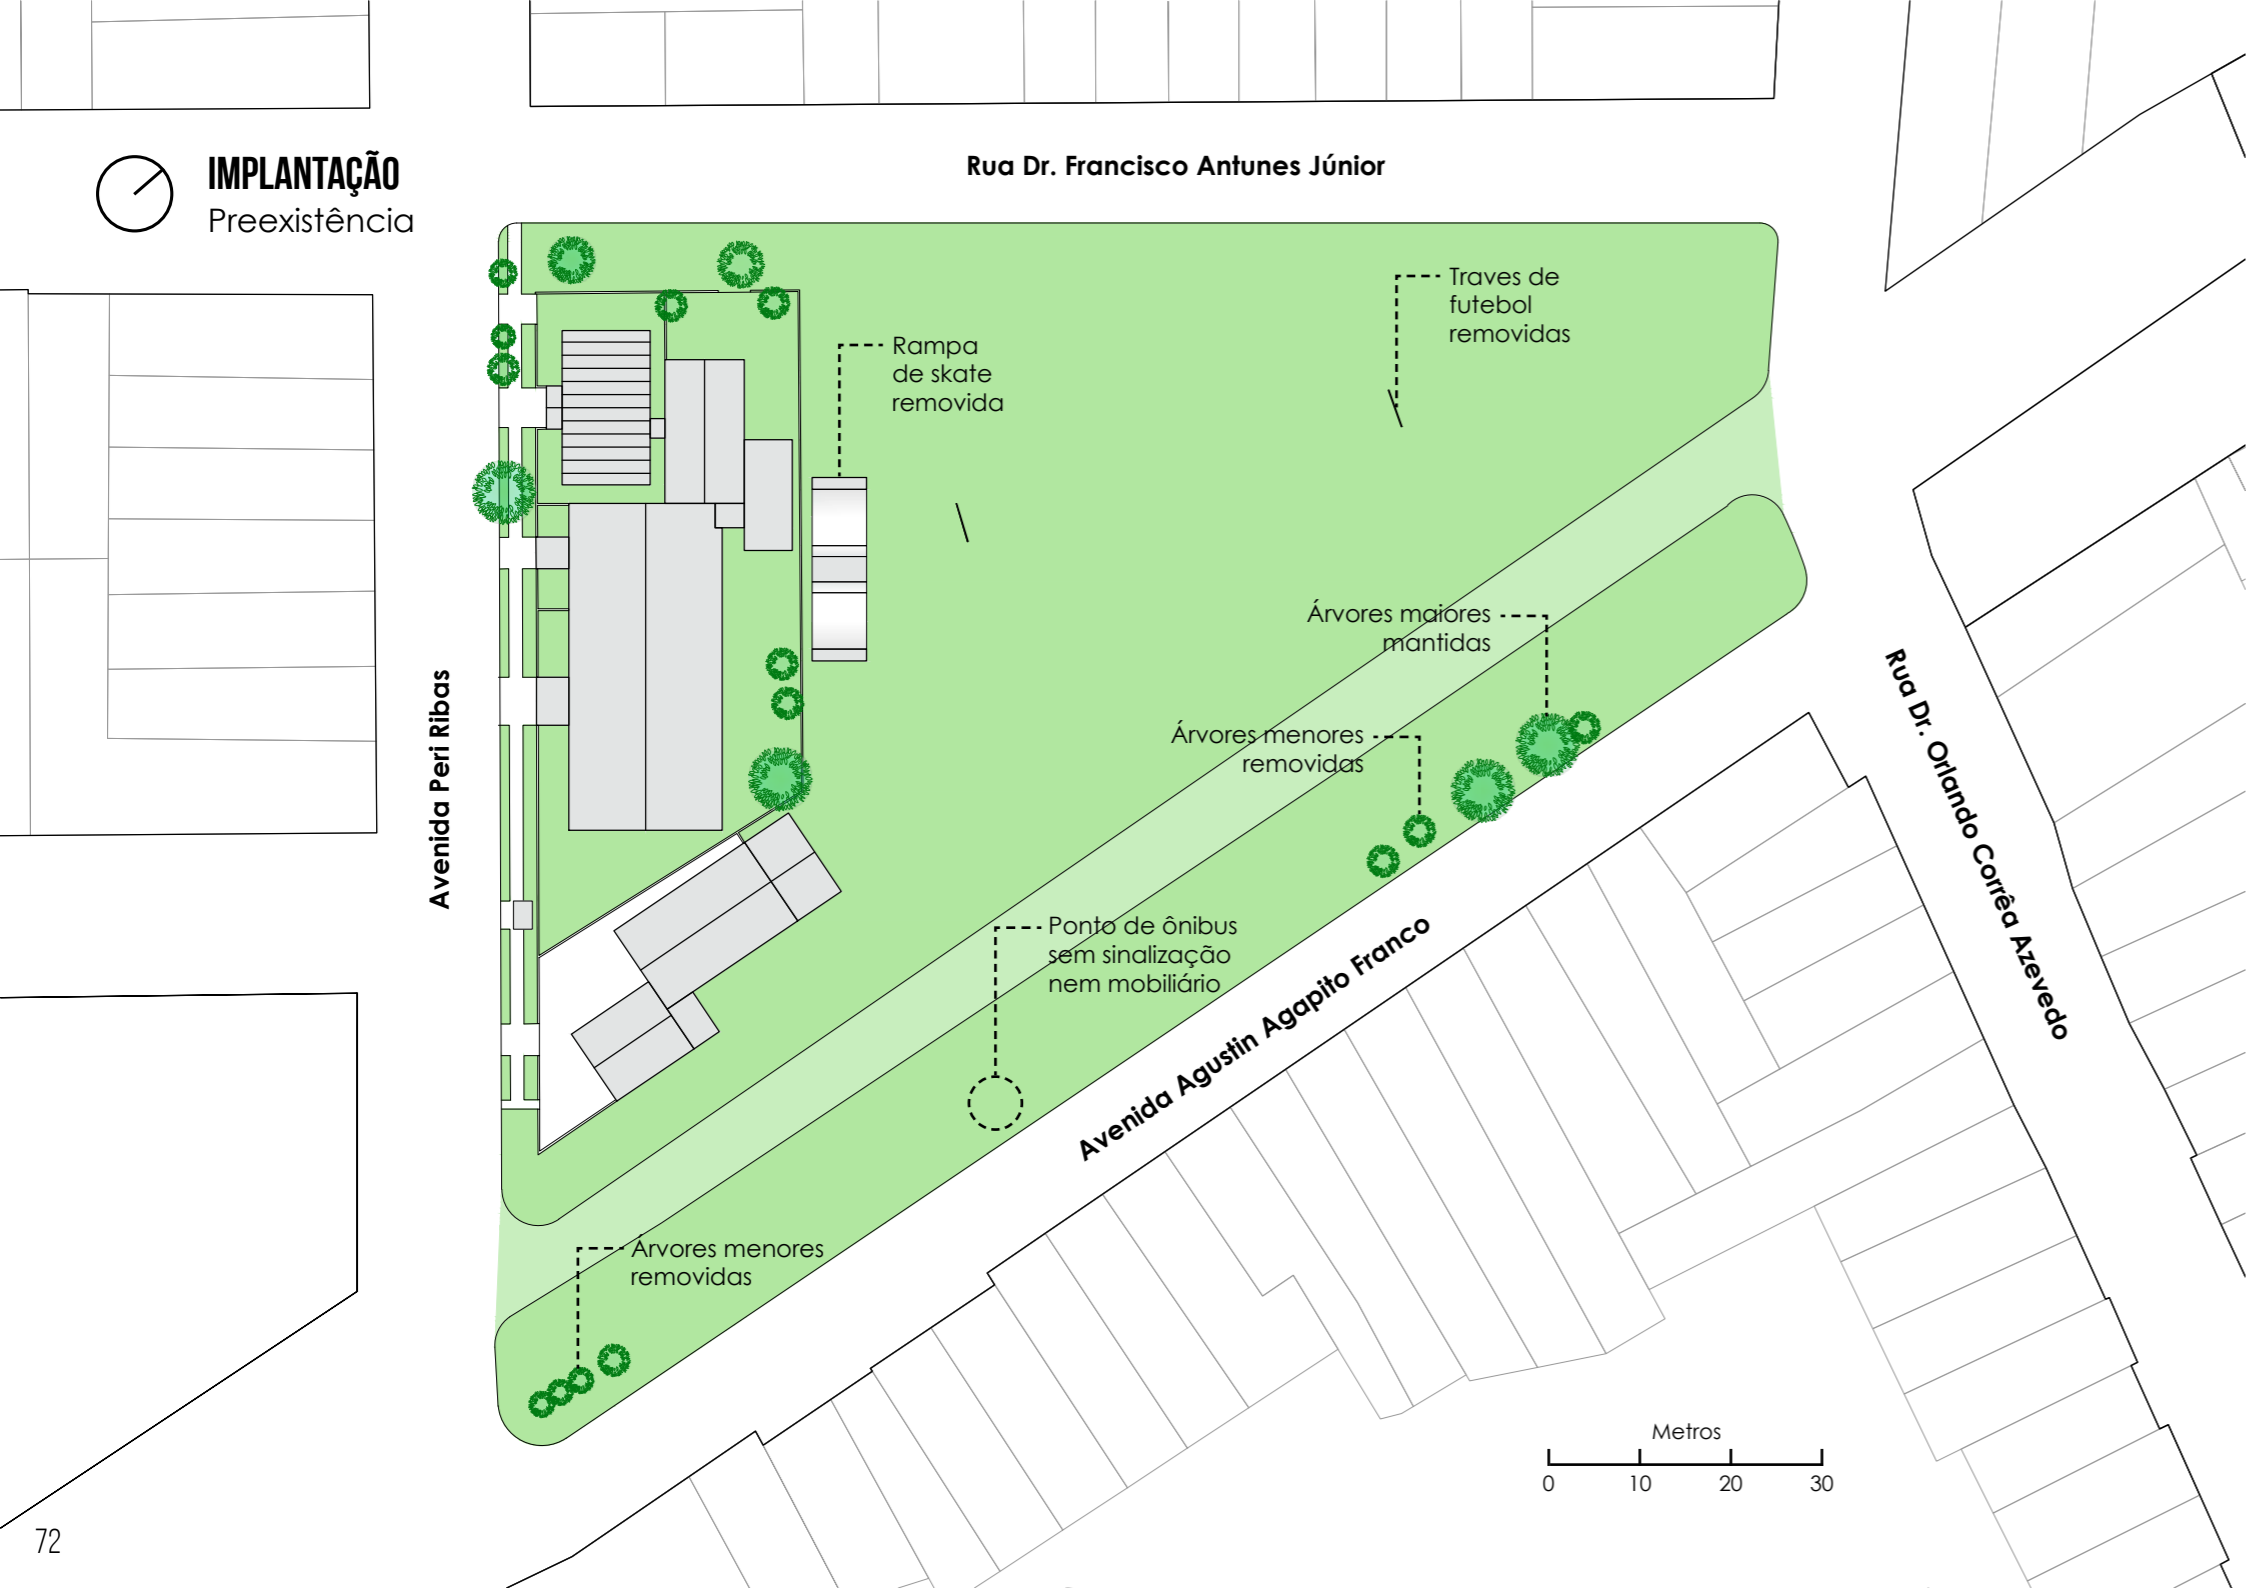 IMPLANTAÇÃO
Preexistência
Rua Dr. Francisco Antunes Júnior
Traves de
futebol
removidas
Rampa
de skate
removida
Árvores maiores
mantidas
Árvores menores
removidas
Avenida Peri Ribas
Rua Dr. Orlando Corrêa Azevedo
Ponto de ônibus
sem sinalização
nem mobiliário
Avenida Agustin Agapito Franco
Árvores menores
removidas
Metros
0 10 20 30
72